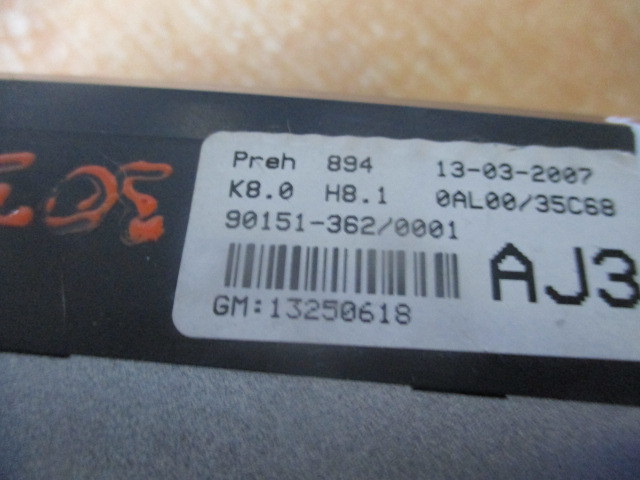 Preh 894 13-03-2007
K8.0 H8.1 0AL00/35C68
90151-362/0001
AJ3
GM:13250618